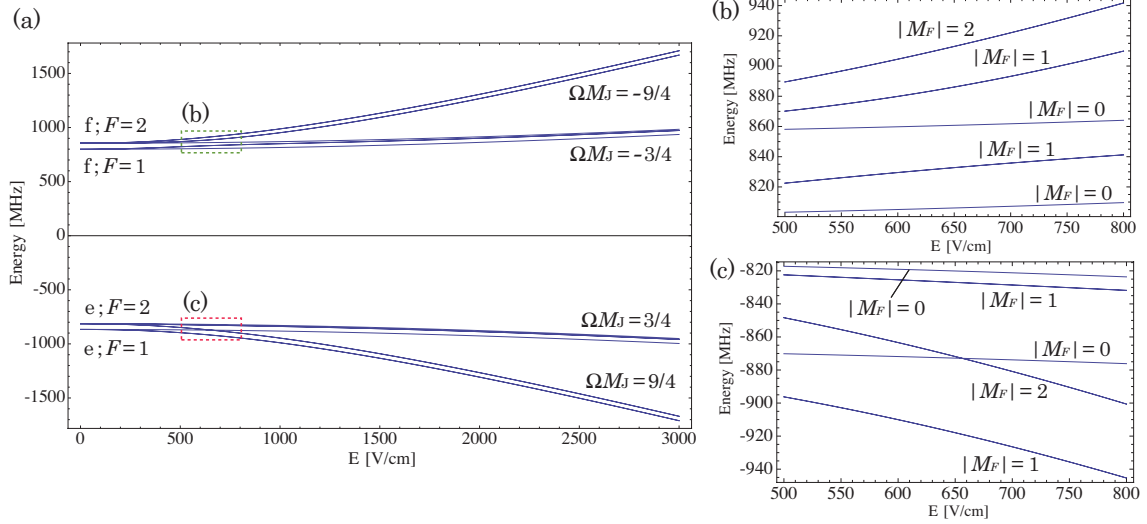 (a)
1500
1000
500
0
-500
-1000
-1500
Energy [MHz]
0
500
1000
1500
2000
2500
3000
E [V/cm]
f ; F = 2
f ; F = 1
(b)
ΩMJ = -9/4
ΩMJ = -3/4
e ; F = 2
e ; F = 1
(c)
ΩMJ = 3/4
ΩMJ = 9/4
(b)
940
920
900
880
860
840
820
Energy [MHz]
|MF| = 2
|MF| = 1
|MF| = 0
|MF| = 1
|MF| = 0
500
550
600
650
700
750
800
E [V/cm]
(c)
-820
-840
-860
-880
-900
-920
-940
Energy [MHz]
|MF| = 0
|MF| = 1
|MF| = 0
|MF| = 2
|MF| = 1
500
550
600
650
700
750
800
E [V/cm]